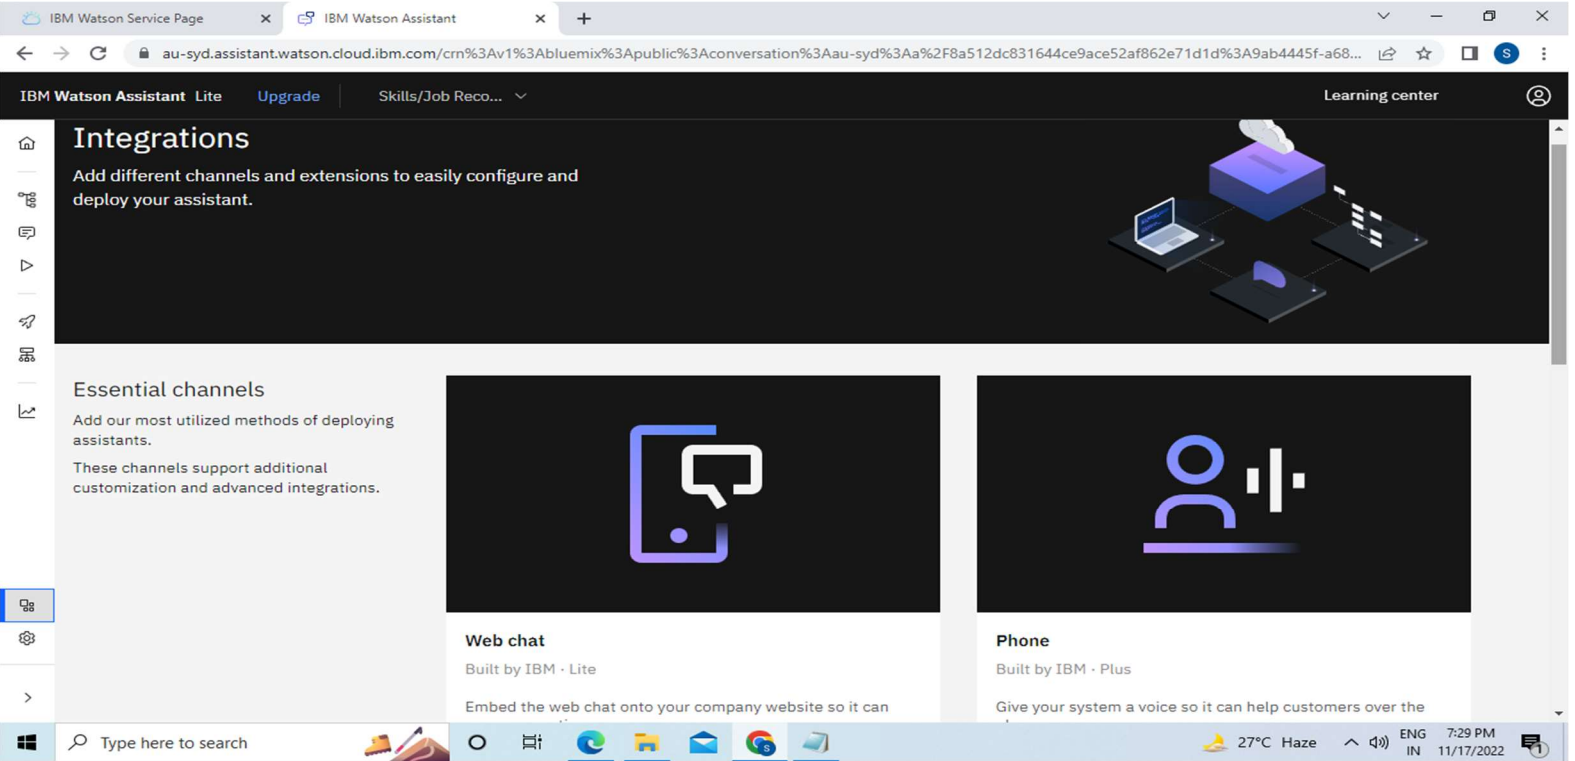 IBM Watson Service Page
IBM Watson Assistant
au-syd.assistant.watson.cloud.ibm.com/crn%3Av1%3Abluemix%3Apublic%3Aconversation%3Aau-syd%3Aa%2F8a512dc831644ce9ace52af862e71d1d%3A9ab4445f-a68...
S
IBM Watson Assistant Lite Upgrade Skills/Job Reco... Learning center
Integrations
Add different channels and extensions to easily configure and
deploy your assistant.
Essential channels
Add our most utilized methods of deploying
assistants.
These channels support additional
customization and advanced integrations.
Web chat
Built by IBM · Lite
Embed the web chat onto your company website so it can
Phone
Built by IBM · Plus
Give your system a voice so it can help customers over the
Type here to search
S
27°C Haze
ENG
IN
7:29 PM
11/17/2022
1